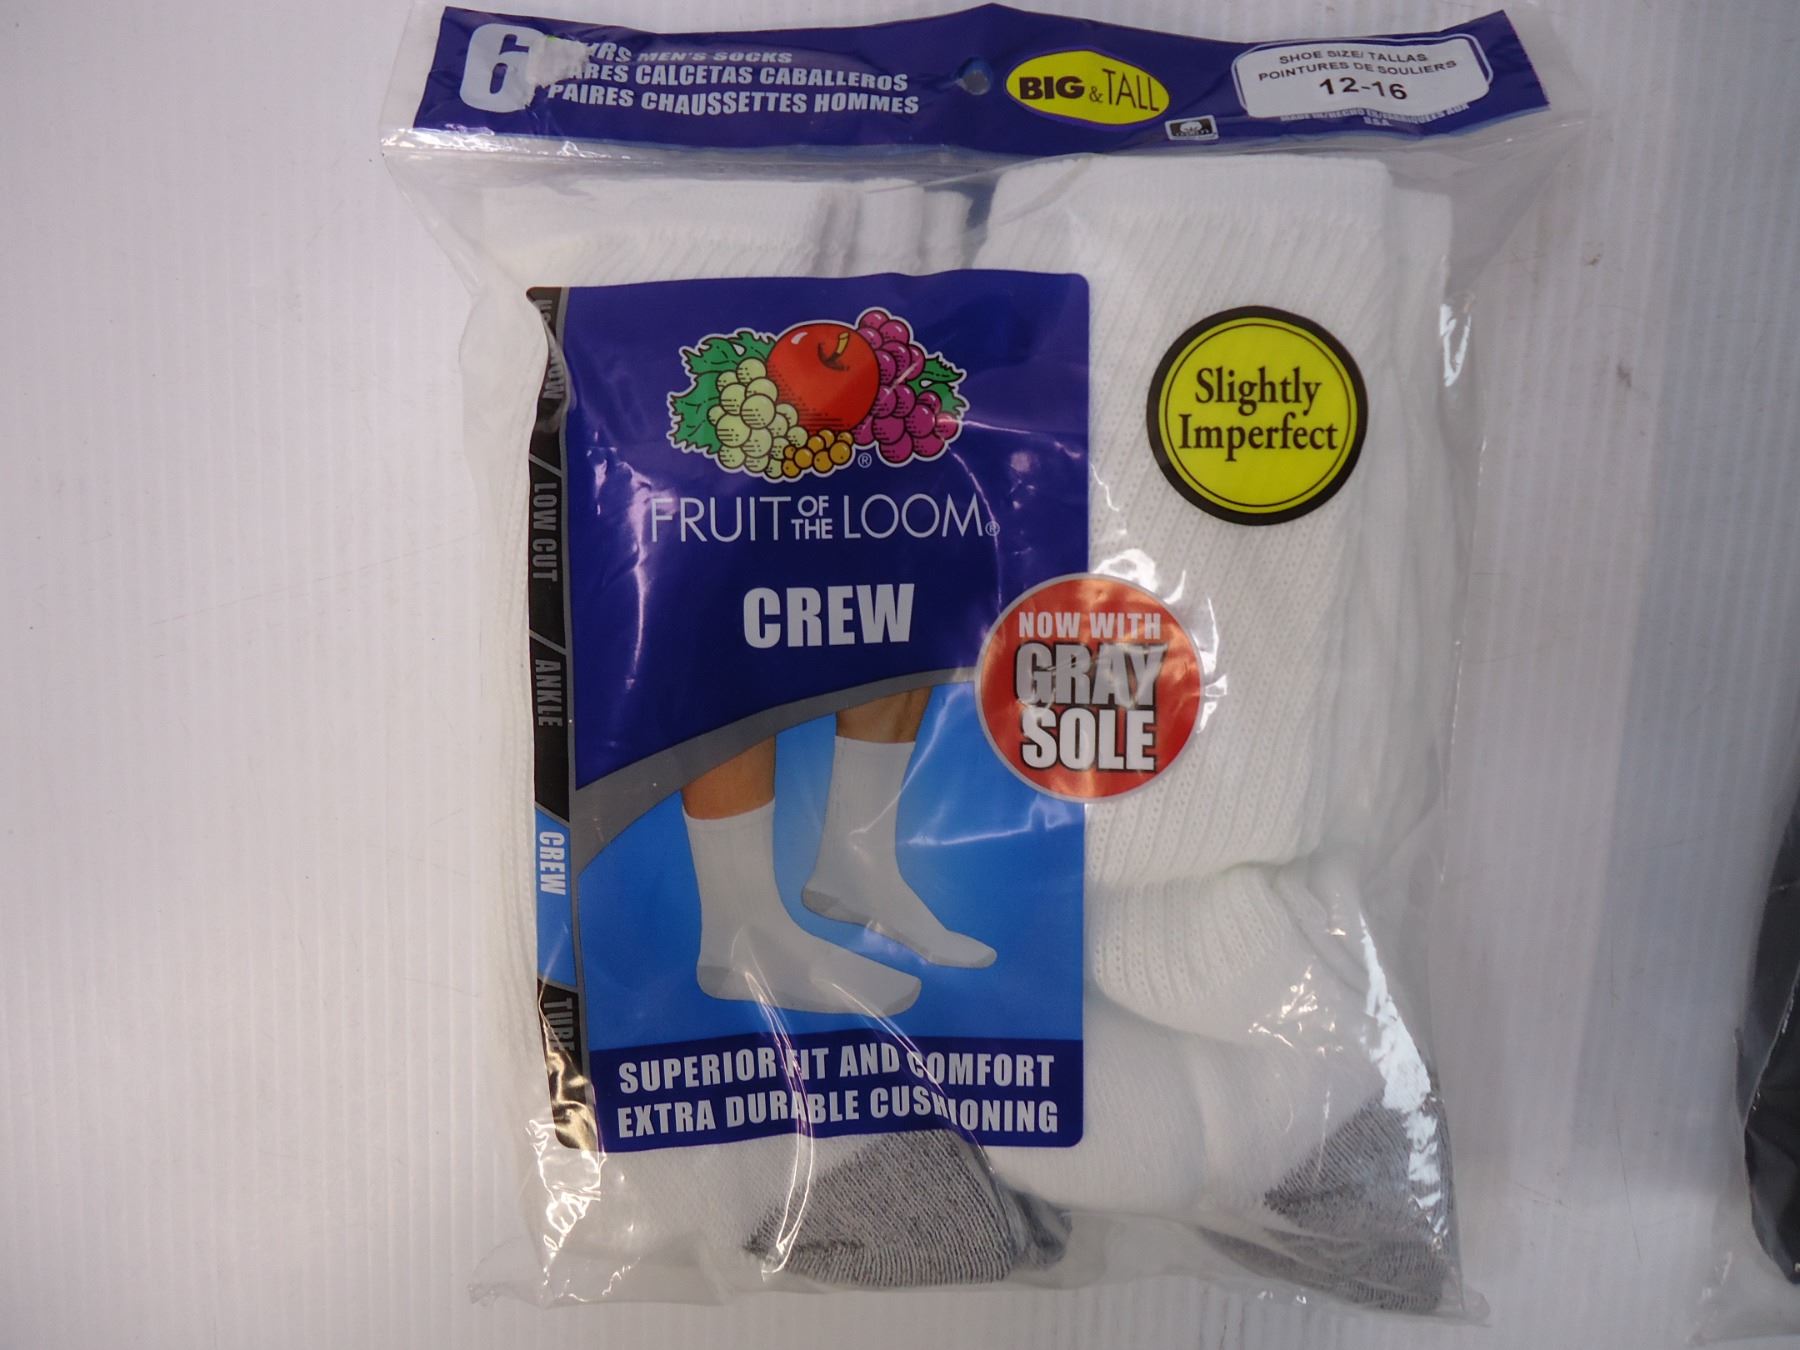 6
MEN'S SOCKS
CALCETAS CABALLEROS
PAIRES CHAUSSETTES HOMMES
BIG & TALL
SHOE SIZE/ TALLAS
POINTURES DE SOULIERS
12-16
U.S.A.
Slightly
Imperfect
FRUIT OF THE LOOM®
CREW
NOW WITH
GRAY
SOLE
LOW CUT
ANKLE
CREW
TUBE
SUPERIOR FIT AND COMFORT
EXTRA DURABLE CUSHIONING